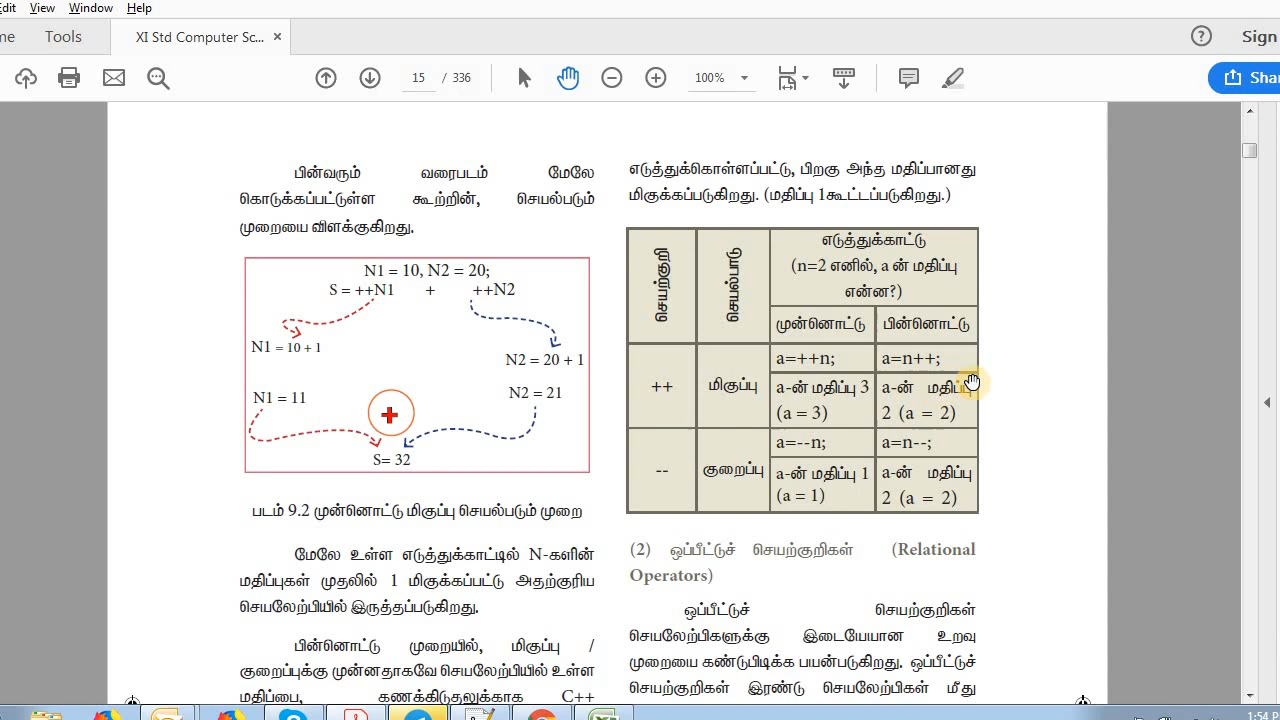 Edit View Window Help
Tools XI Std Computer Sc... ×
? Sign
15 / 336 100% Shar
பின்வரும் வரைபடம் மேலே
கொடுக்கப்பட்டுள்ள கூற்றின், செயல்படும்
முறையை விளக்குகிறது.
N1 = 10, N2 = 20;
S = ++N1 + ++N2
N1 = 10 + 1
N2 = 20 + 1
N1 = 11
N2 = 21
+
S= 32
படம் 9.2 முன்னொட்டு மிகுப்பு செயல்படும் முறை
மேலே உள்ள எடுத்துக்காட்டில் N-களின்
மதிப்புகள் முதலில் 1 மிகுக்கப்பட்டு அதற்குரிய
செயலேற்பியில் இருத்தப்படுகிறது.
பின்னொட்டு முறையில், மிகுப்பு /
குறைப்புக்கு முன்னதாகவே செயலேற்பியில் உள்ள
மதிப்பை, கணக்கிடுதலுக்காக C++
எடுத்துக்கொள்ளப்பட்டு, பிறகு அந்த மதிப்பானது
மிகுக்கப்படுகிறது. (மதிப்பு 1கூட்டப்படுகிறது.)
செயற்குறி
செயல்பாடு
எடுத்துக்காட்டு
(n=2 எனில், a ன் மதிப்பு
என்ன?)
முன்னொட்டு பின்னொட்டு
++ மிகுப்பு
a=++n; a=n++;
a-ன் மதிப்பு 3 a-ன் மதிப்பு
(a = 3) 2 (a = 2)
-- குறைப்பு
a=--n; a=n--;
a-ன் மதிப்பு 1 a-ன் மதிப்பு
(a = 1) 2 (a = 2)
(2) ஒப்பீட்டுச் செயற்குறிகள் (Relational
Operators)
ஒப்பீட்டுச் செயற்குறிகள்
செயலேற்பிகளுக்கு இடையேயான உறவு
முறையை கண்டுபிடிக்க பயன்படுகிறது. ஒப்பீட்டுச்
செயற்குறிகள் இரண்டு செயலேற்பிகள் மீது
1:54 P